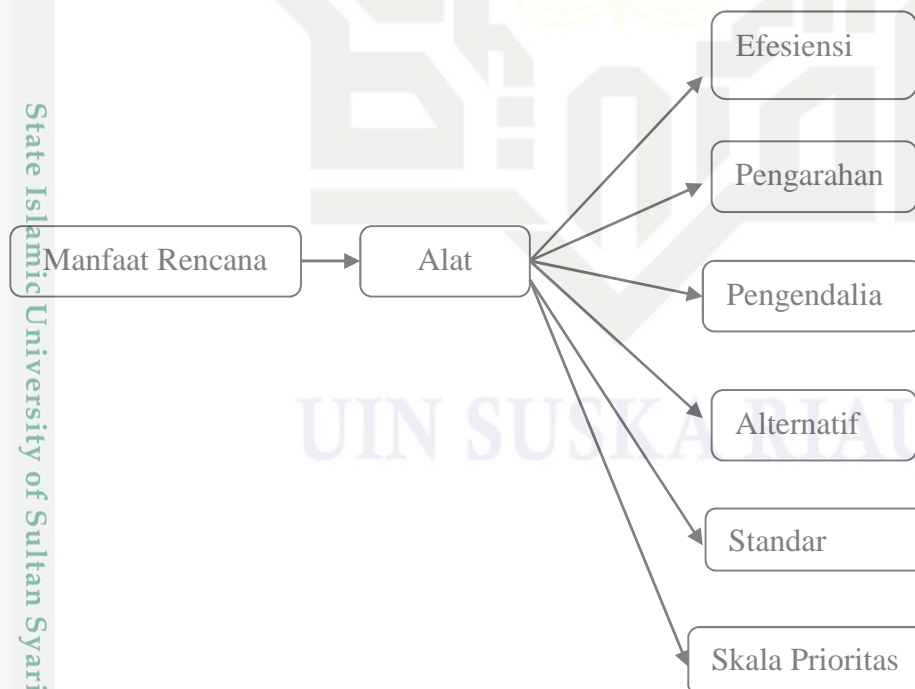 Efesiensi
Pengarahan
Manfaat Rencana
Alat
Pengendalia
Alternatif
Standar
Skala Prioritas
UIN SUSKA RIAU
State Islamic University of Sultan Syari